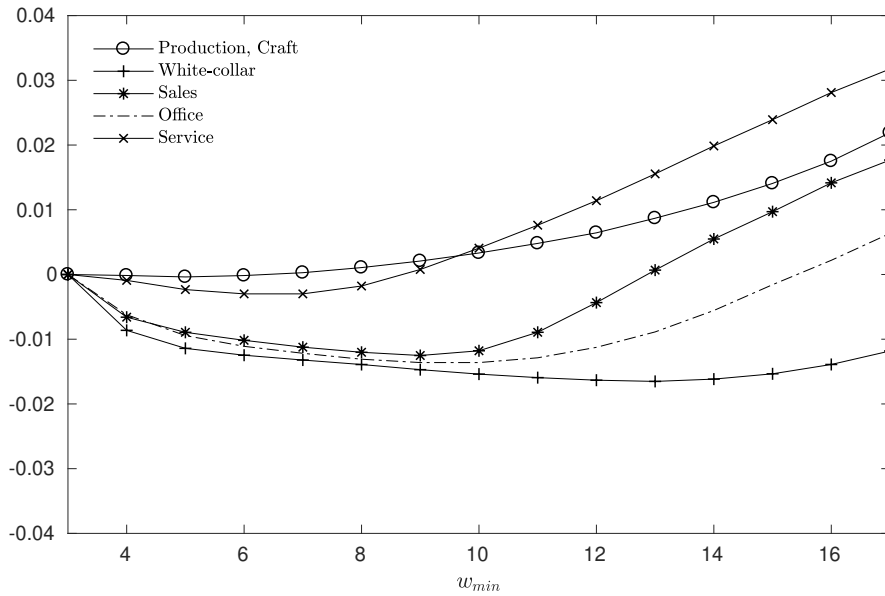 0.04
0.03
0.02
0.01
0
-0.01
-0.02
-0.03
-0.04
Production, Craft
White-collar
Sales
Office
Service
4 6 8 10 12 14 16
w_min